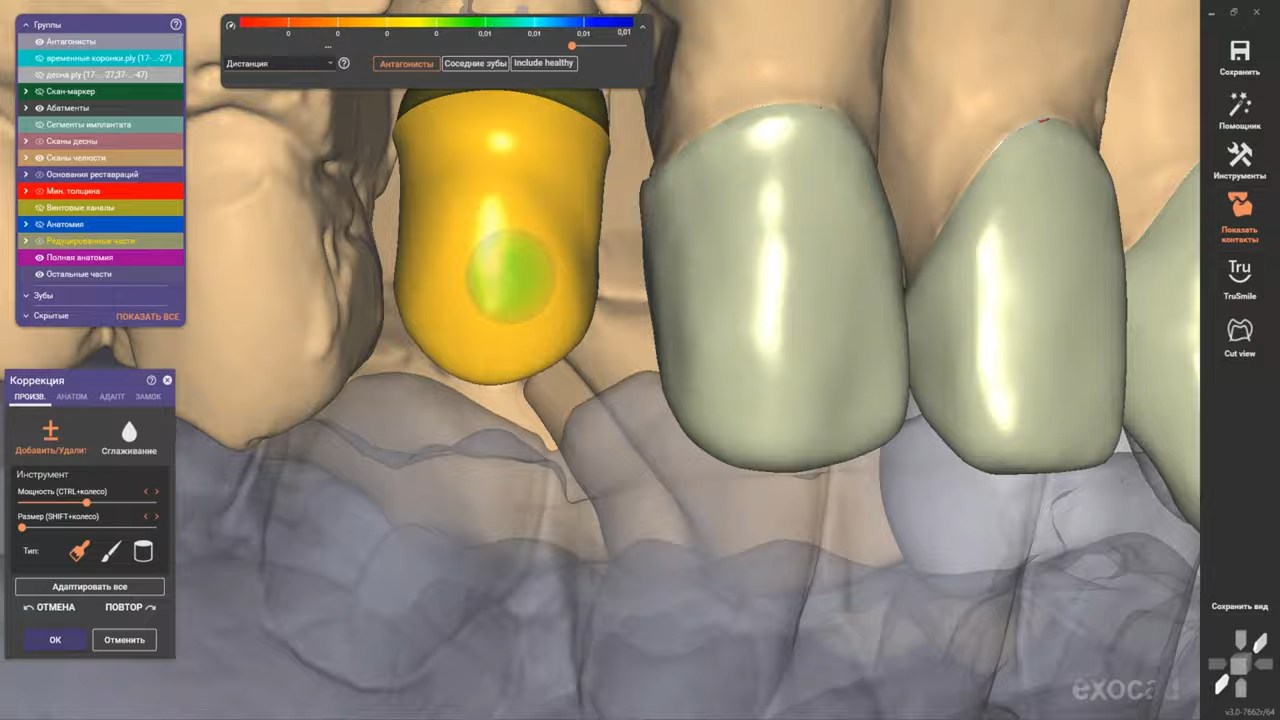 Группы
Антагонисты
временные коронки.ply (17-...-27)
десна.ply (17-...-27,37-...-47)
Скан-маркер
Абатменты
Сегменты имплантата
Сканы десны
Сканы челюсти
Основания реставраций
Мин. толщина
Винтовые каналы
Анатомия
Редуцированные части
Полная анатомия
Остальные части
Зубы
Скрытые ПОКАЗАТЬ ВСЕ
0 0 0 0 0,01 0,01 0,01 0,01
...
Дистанция Антагонисты Соседние зубы Include healthy
Коррекция
ПРОИЗВ. АНАТОМ. АДАПТ ЗАМОК
Добавить/Удалит Сглаживание
Инструмент
Мощность (CTRL+колесо)
Размер (SHIFT+колесо)
Тип:
Адаптировать все
ОТМЕНА ПОВТОР
ОК Отменить
Сохранить
Помощник
Инструменты
Показать
контакты
Tru
TruSmile
Cut view
Сохранить вид
exocad
v3.0-7662r/64